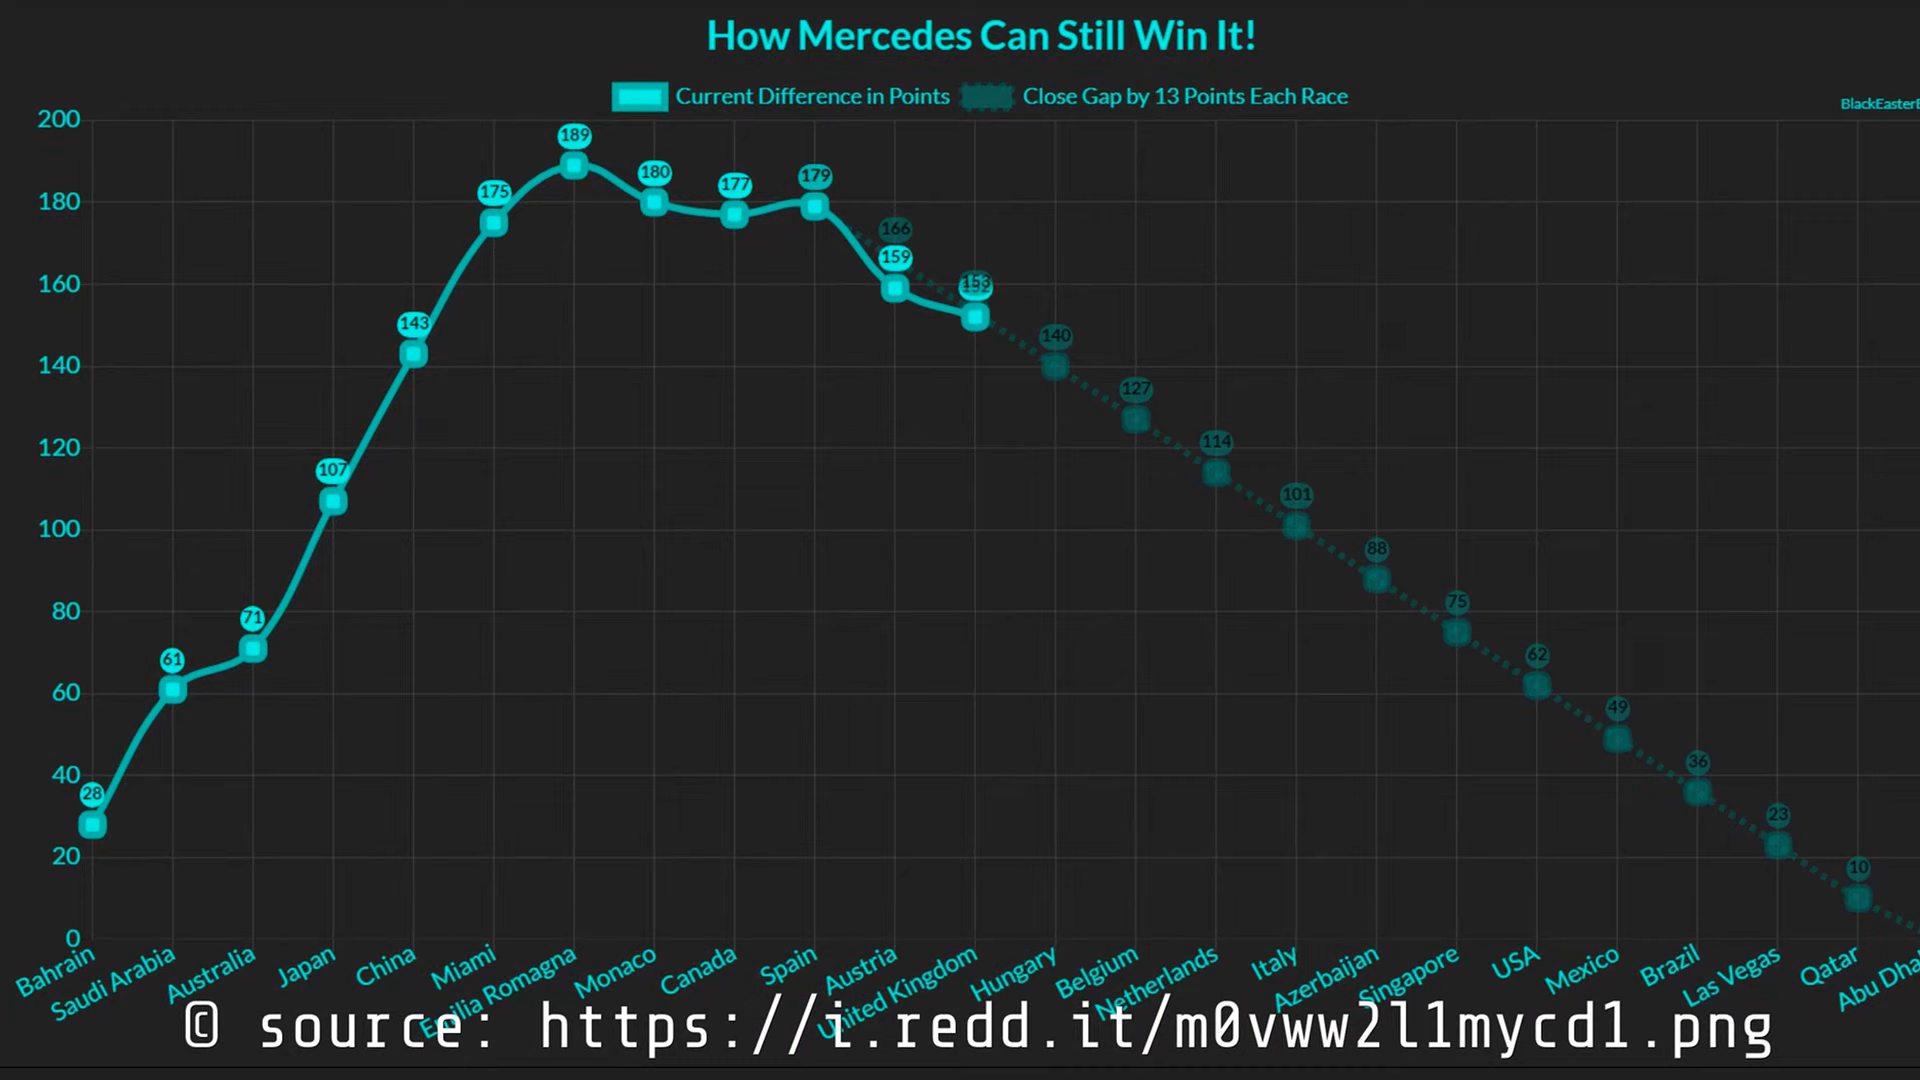 How Mercedes Can Still Win It!
Current Difference in Points
Close Gap by 13 Points Each Race
200
180
160
140
120
100
80
60
40
20
0
28
61
71
107
143
175
189
180
177
179
166
159
153
152
140
127
114
101
88
75
62
49
36
23
10
Bahrain
Saudi Arabia
Australia
Japan
China
Miami
Emilia Romagna
Monaco
Canada
Spain
Austria
United Kingdom
Hungary
Belgium
Netherlands
Italy
Azerbaijan
Singapore
USA
Mexico
Brazil
Las Vegas
Qatar
© source: https://i.redd.it/m0vww2l1mycd1.png